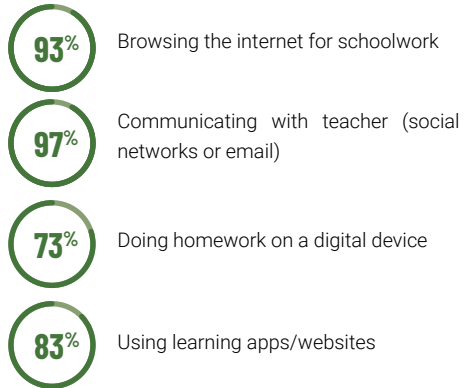 93%
Browsing the internet for schoolwork
97%
Communicating with teacher (social
networks or email)
73%
Doing homework on a digital device
83%
Using learning apps/websites